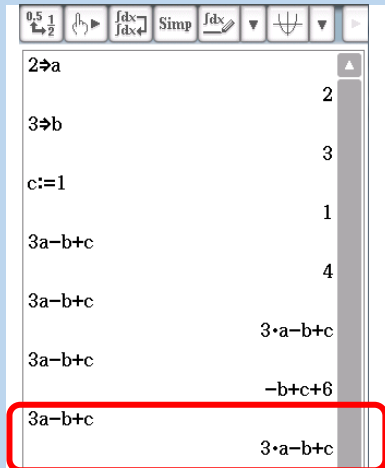 0.5 1 2
∫dx ∫dx
Simp
∫dx
2⇒a
2
3⇒b
3
c:=1
1
3a−b+c
4
3a−b+c
3·a−b+c
3a−b+c
−b+c+6
3a−b+c
3·a−b+c